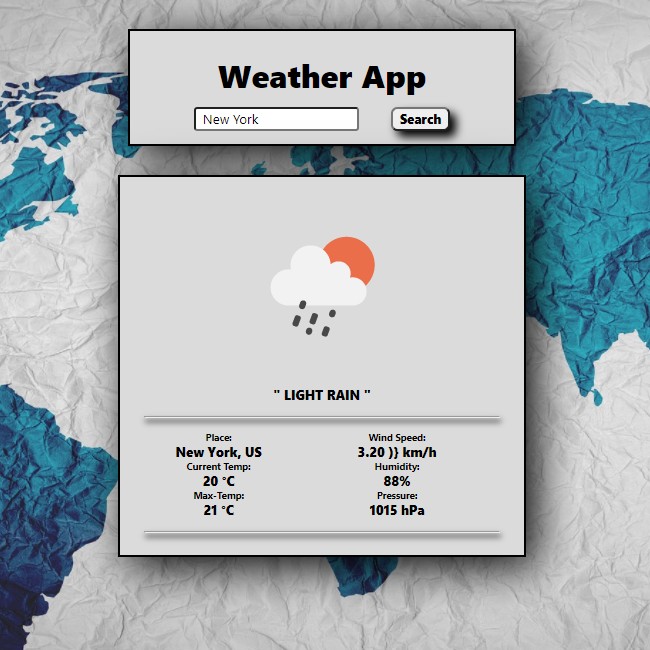 Weather App
New York
Search
" LIGHT RAIN "
Place:
New York, US
Current Temp:
20 °C
Max-Temp:
21 °C
Wind Speed:
3.20 )} km/h
Humidity:
88%
Pressure:
1015 hPa